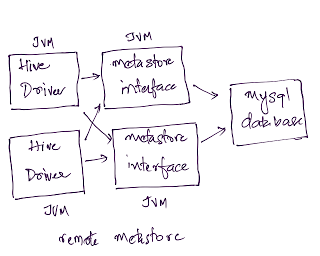 JVM
JVM
Hive
Driver
metastore
interface
mysql
database
Hive
Driver
metastore
interface
JVM
JVM
remote metastore